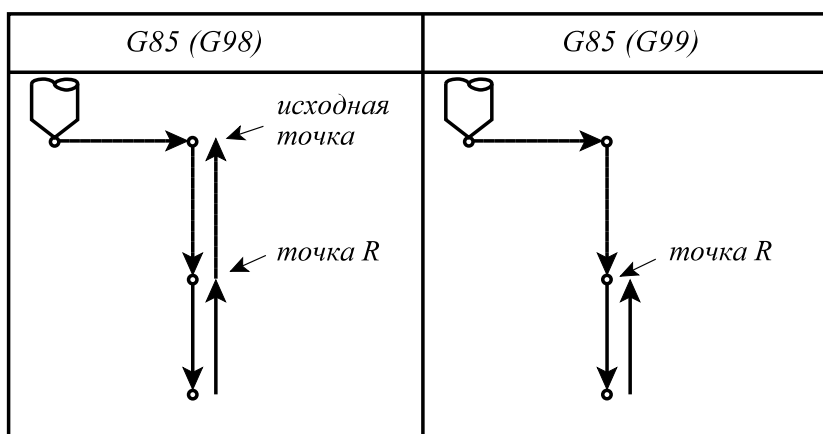 G85 (G98)
G85 (G99)
исходная
точка
точка R
точка R